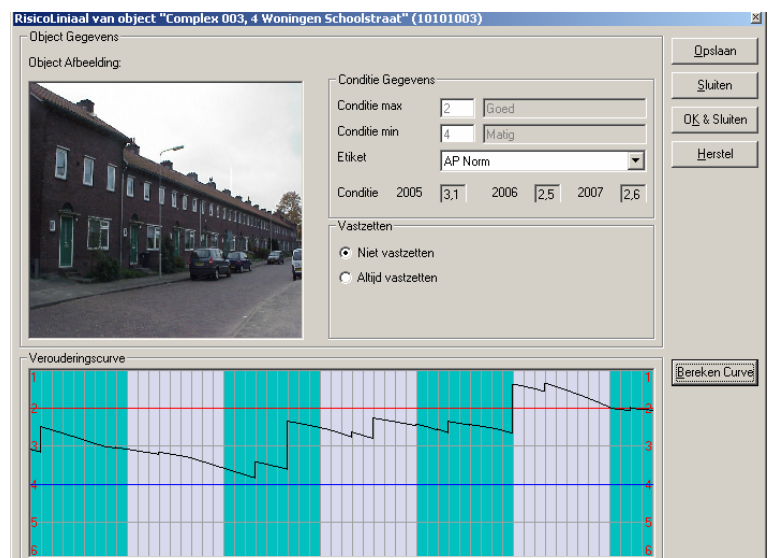 RisicoLiniaal van object "Complex 003, 4 Woningen Schoolstraat" (10101003)
Object Gegevens
Object Afbeelding:
Conditie Gegevens
Conditie max 2 Goed
Conditie min 4 Matig
Etiket AP Norm
Conditie 2005 3,1 2006 2,5 2007 2,6
Vastzetten
Niet vastzetten
Altijd vastzetten
Opslaan
Sluiten
OK & Sluiten
Herstel
Verouderingscurve
Bereken Curve
1 1
2 2
3 3
4 4
5 5
6 6